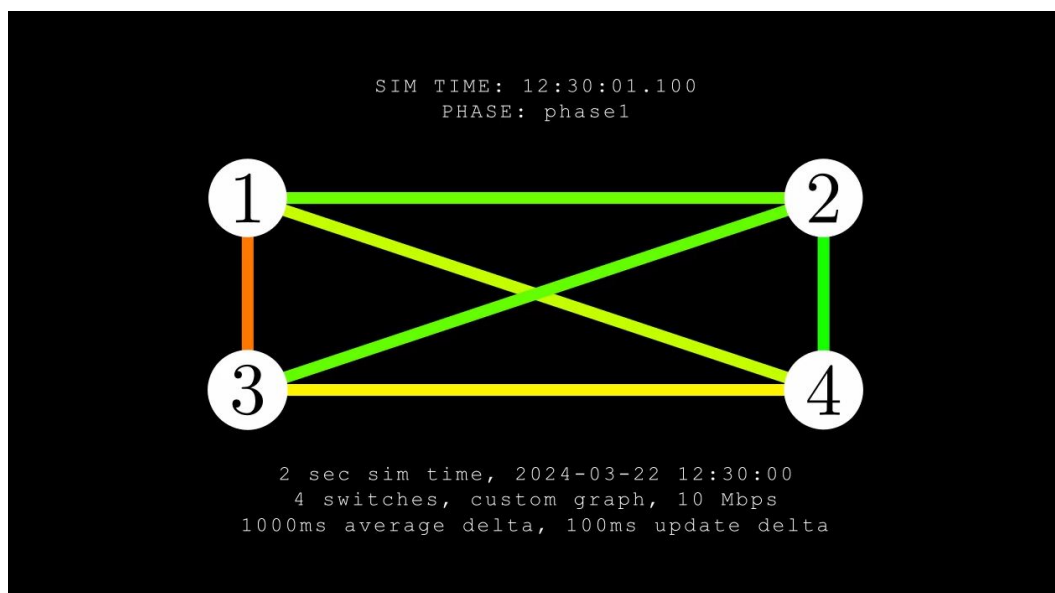 SIM TIME: 12:30:01.100
PHASE: phase1
1
2
3
4
2 sec sim time, 2024-03-22 12:30:00
4 switches, custom graph, 10 Mbps
1000ms average delta, 100ms update delta